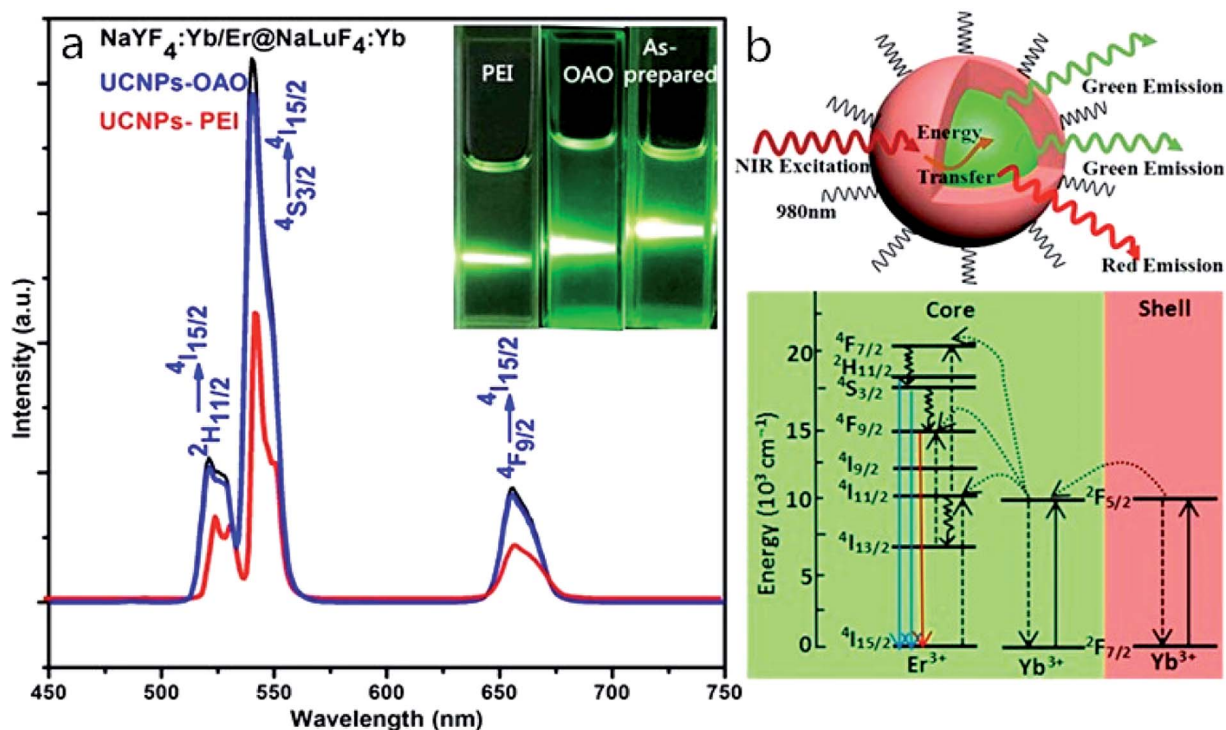 a
NaYF₄:Yb/Er@NaLuF₄:Yb
UCNPs-OAO
UCNPs- PEI
PEI
OAO
As-
prepared
²H₁₁/₂ → ⁴I₁₅/₂
⁴S₃/₂ → ⁴I₁₅/₂
⁴F₉/₂ → ⁴I₁₅/₂
Intensity (a.u.)
450 500 550 600 650 700 750
Wavelength (nm)
b
Green Emission
Energy
NIR Excitation
Transfer
Green Emission
980nm
Red Emission
Core
Shell
Energy (10³ cm⁻¹)
20
15
10
5
0
⁴F₇/₂
²H₁₁/₂
⁴S₃/₂
⁴F₉/₂
⁴I₉/₂
⁴I₁₁/₂
⁴I₁₃/₂
⁴I₁₅/₂
²F₅/₂
²F₇/₂
Er³⁺
Yb³⁺
Yb³⁺